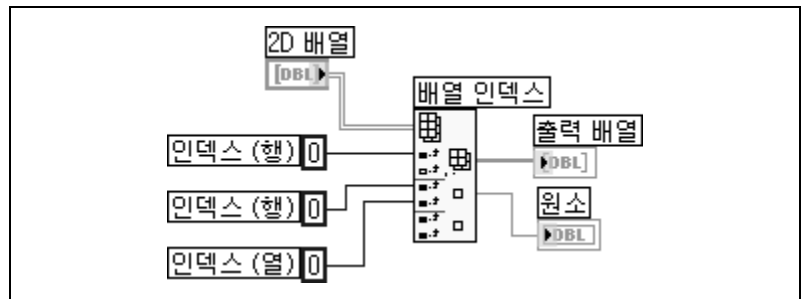 2D 배열
[DBL]
배열 인덱스
출력 배열
[DBL]
인덱스 (행) 0
인덱스 (행) 0
원소
DBL
인덱스 (열) 0